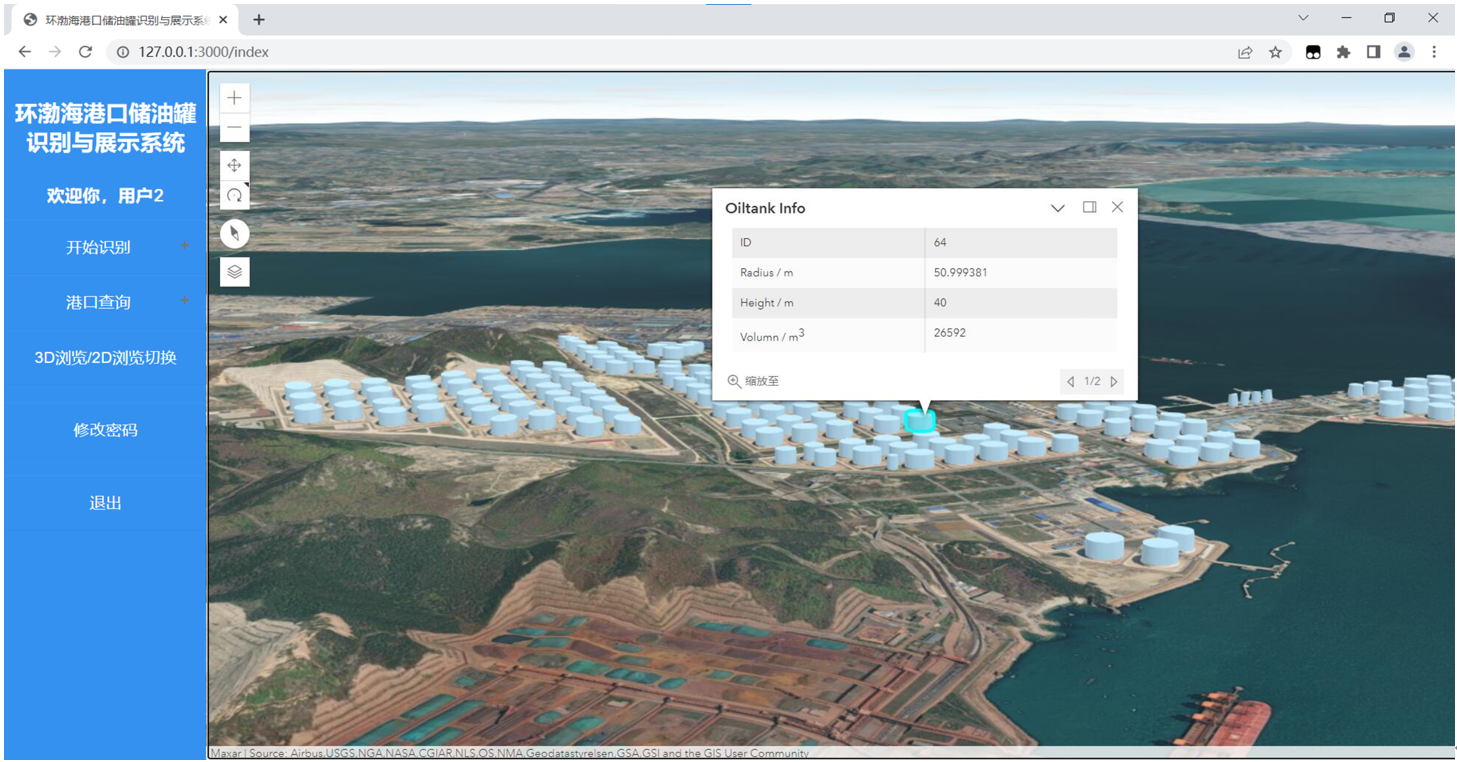 环渤海港口储油罐识别与展示系统
127.0.0.1:3000/index
环渤海港口储油罐
识别与展示系统
欢迎你，用户2
开始识别 +
港口查询 +
3D浏览/2D浏览切换
修改密码
退出
Oiltank Info
ID 64
Radius / m 50.999381
Height / m 40
Volumn / m³ 26592
缩放至 1/2
Maxar | Source: Airbus,USGS,NGA,NASA,CGIAR,NLS,OS,NMA,Geodatastyrelsen,GSA,GSI and the GIS User Community